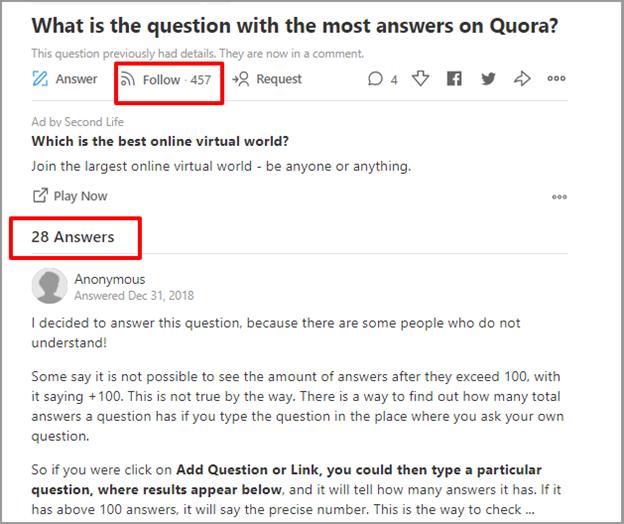 What is the question with the most answers on Quora?
This question previously had details. They are now in a comment.
Answer Follow · 457 Request 4
Ad by Second Life
Which is the best online virtual world?
Join the largest online virtual world - be anyone or anything.
Play Now
28 Answers
Anonymous
Answered Dec 31, 2018
I decided to answer this question, because there are some people who do not
understand!
Some say it is not possible to see the amount of answers after they exceed 100, with
it saying +100. This is not true by the way. There is a way to find out how many total
answers a question has if you type the question in the place where you ask your own
question.
So if you were click on Add Question or Link, you could then type a particular
question, where results appear below, and it will tell how many answers it has. If it
has above 100 answers, it will say the precise number. This is the way to check ...